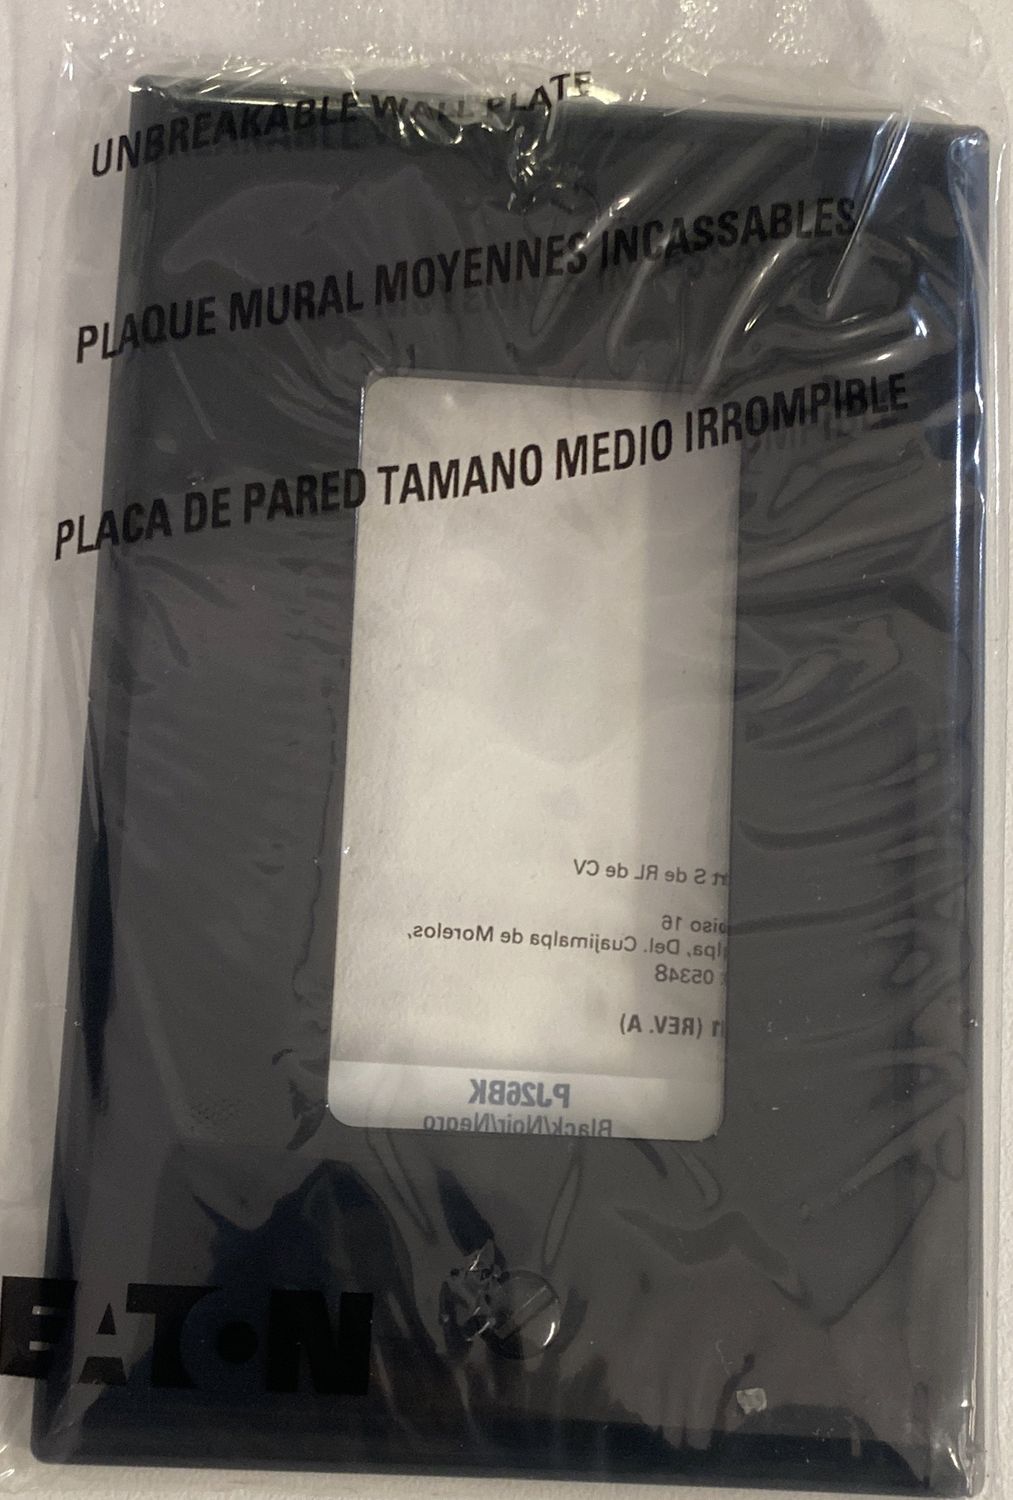 UNBREAKABLE WALL PLATE
PLAQUE MURAL MOYENNES INCASSABLES
PLACA DE PARED TAMANO MEDIO IRROMPIBLE
S de RL de CV
piso 16
Del. Cuajimalpa de Morelos,
05348
(REV. A)
PJ26BK
Black/Noir/Negro
EATON